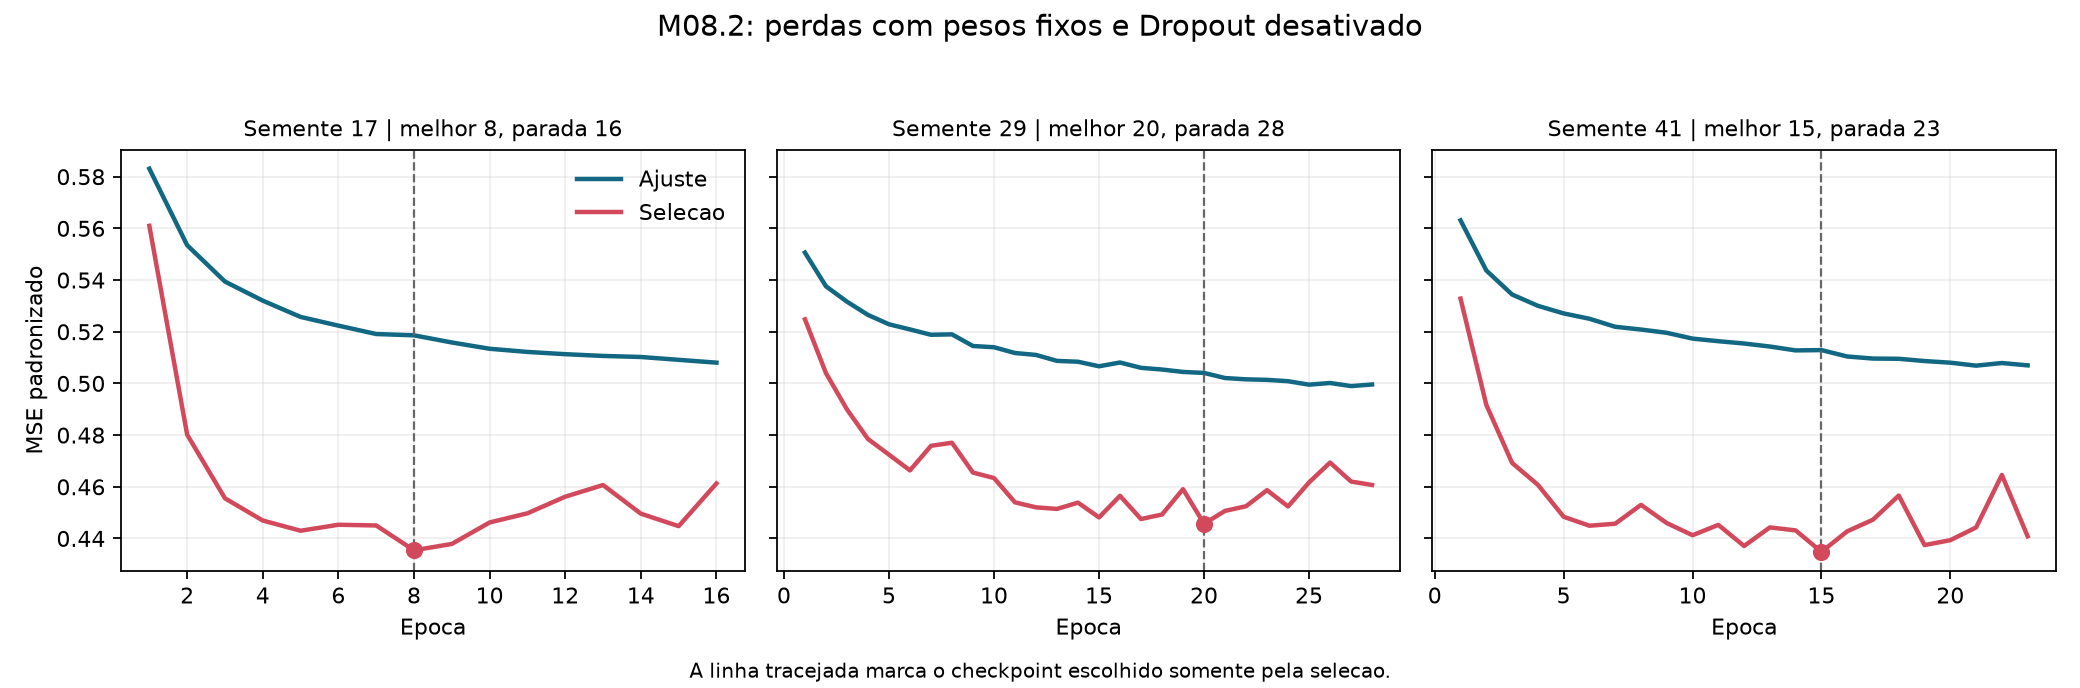 M08.2: perdas com pesos fixos e Dropout desativado
Semente 17 | melhor 8, parada 16
Semente 29 | melhor 20, parada 28
Semente 41 | melhor 15, parada 23
MSE padronizado
0.58
0.56
0.54
0.52
0.50
0.48
0.46
0.44
Ajuste
Selecao
2 4 6 8 10 12 14 16
0 5 10 15 20 25
0 5 10 15 20
Epoca
Epoca
Epoca
A linha tracejada marca o checkpoint escolhido somente pela selecao.